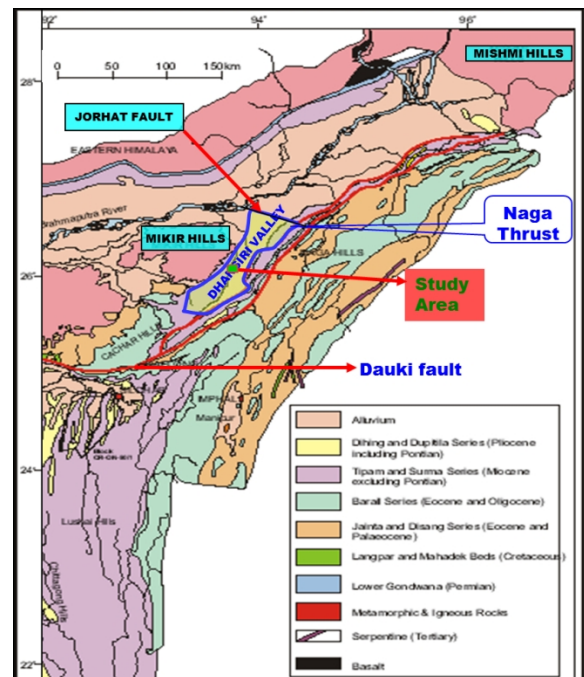 92°
94°
96°
28°
MISHMI HILLS
0 50 100 150km
JORHAT FAULT
EASTERN HIMALAYA
Brahmaputra River
MIKIR HILLS
DHANSIRI VALLEY
NAGA HILLS
Naga
Thrust
26°
Study
Area
CACHAR HILLS
Dauki fault
IMPHAL
Manipur
24°
Lushai Hills
Chittagong Hills
22°
Alluvium
Dihing and Dupitila Series (Pliocene
including Pontian)
Tipam and Surma Series (Miocene
excluding Pontian)
Barail Series (Eocene and Oligocene)
Jainta and Disang Series (Eocene and
Palaeocene)
Langpar and Mahadek Beds (Cretaceous)
Lower Gondwana (Permian)
Metamorphic & Igneous Rocks
Serpentine (Tertiary)
Basalt